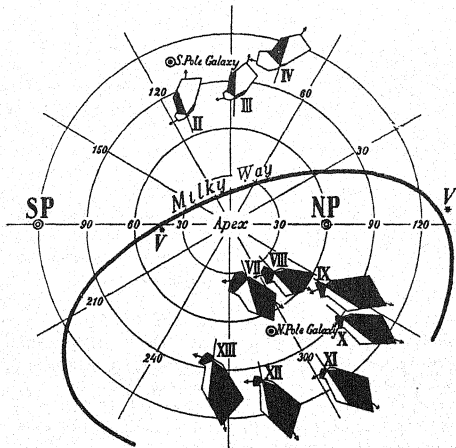 S.Pole Galaxy
IV
120
III
60
II
150
30
Milky Way
SP
90
60
30
Apex
30
NP
90
120
V
V
VII
VIII
IX
210
N.Pole Galaxy
X
XIII
240
300
XI
XII